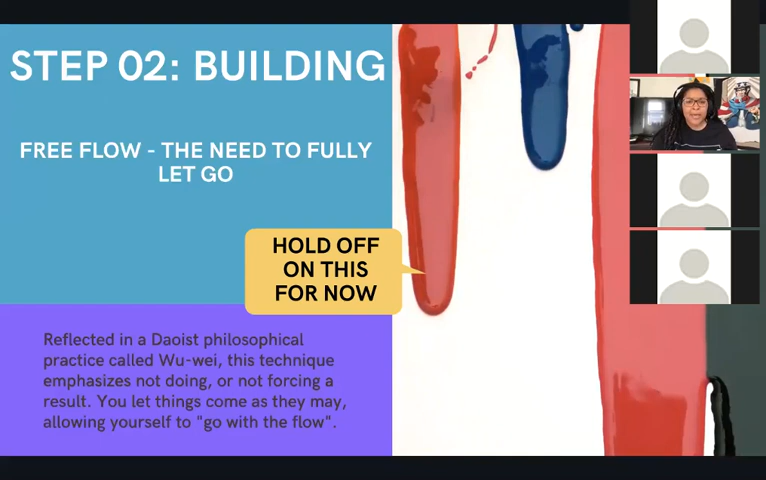 STEP 02: BUILDING
FREE FLOW - THE NEED TO FULLY
LET GO
HOLD OFF
ON THIS
FOR NOW
Reflected in a Daoist philosophical
practice called Wu-wei, this technique
emphasizes not doing, or not forcing a
result. You let things come as they may,
allowing yourself to "go with the flow".